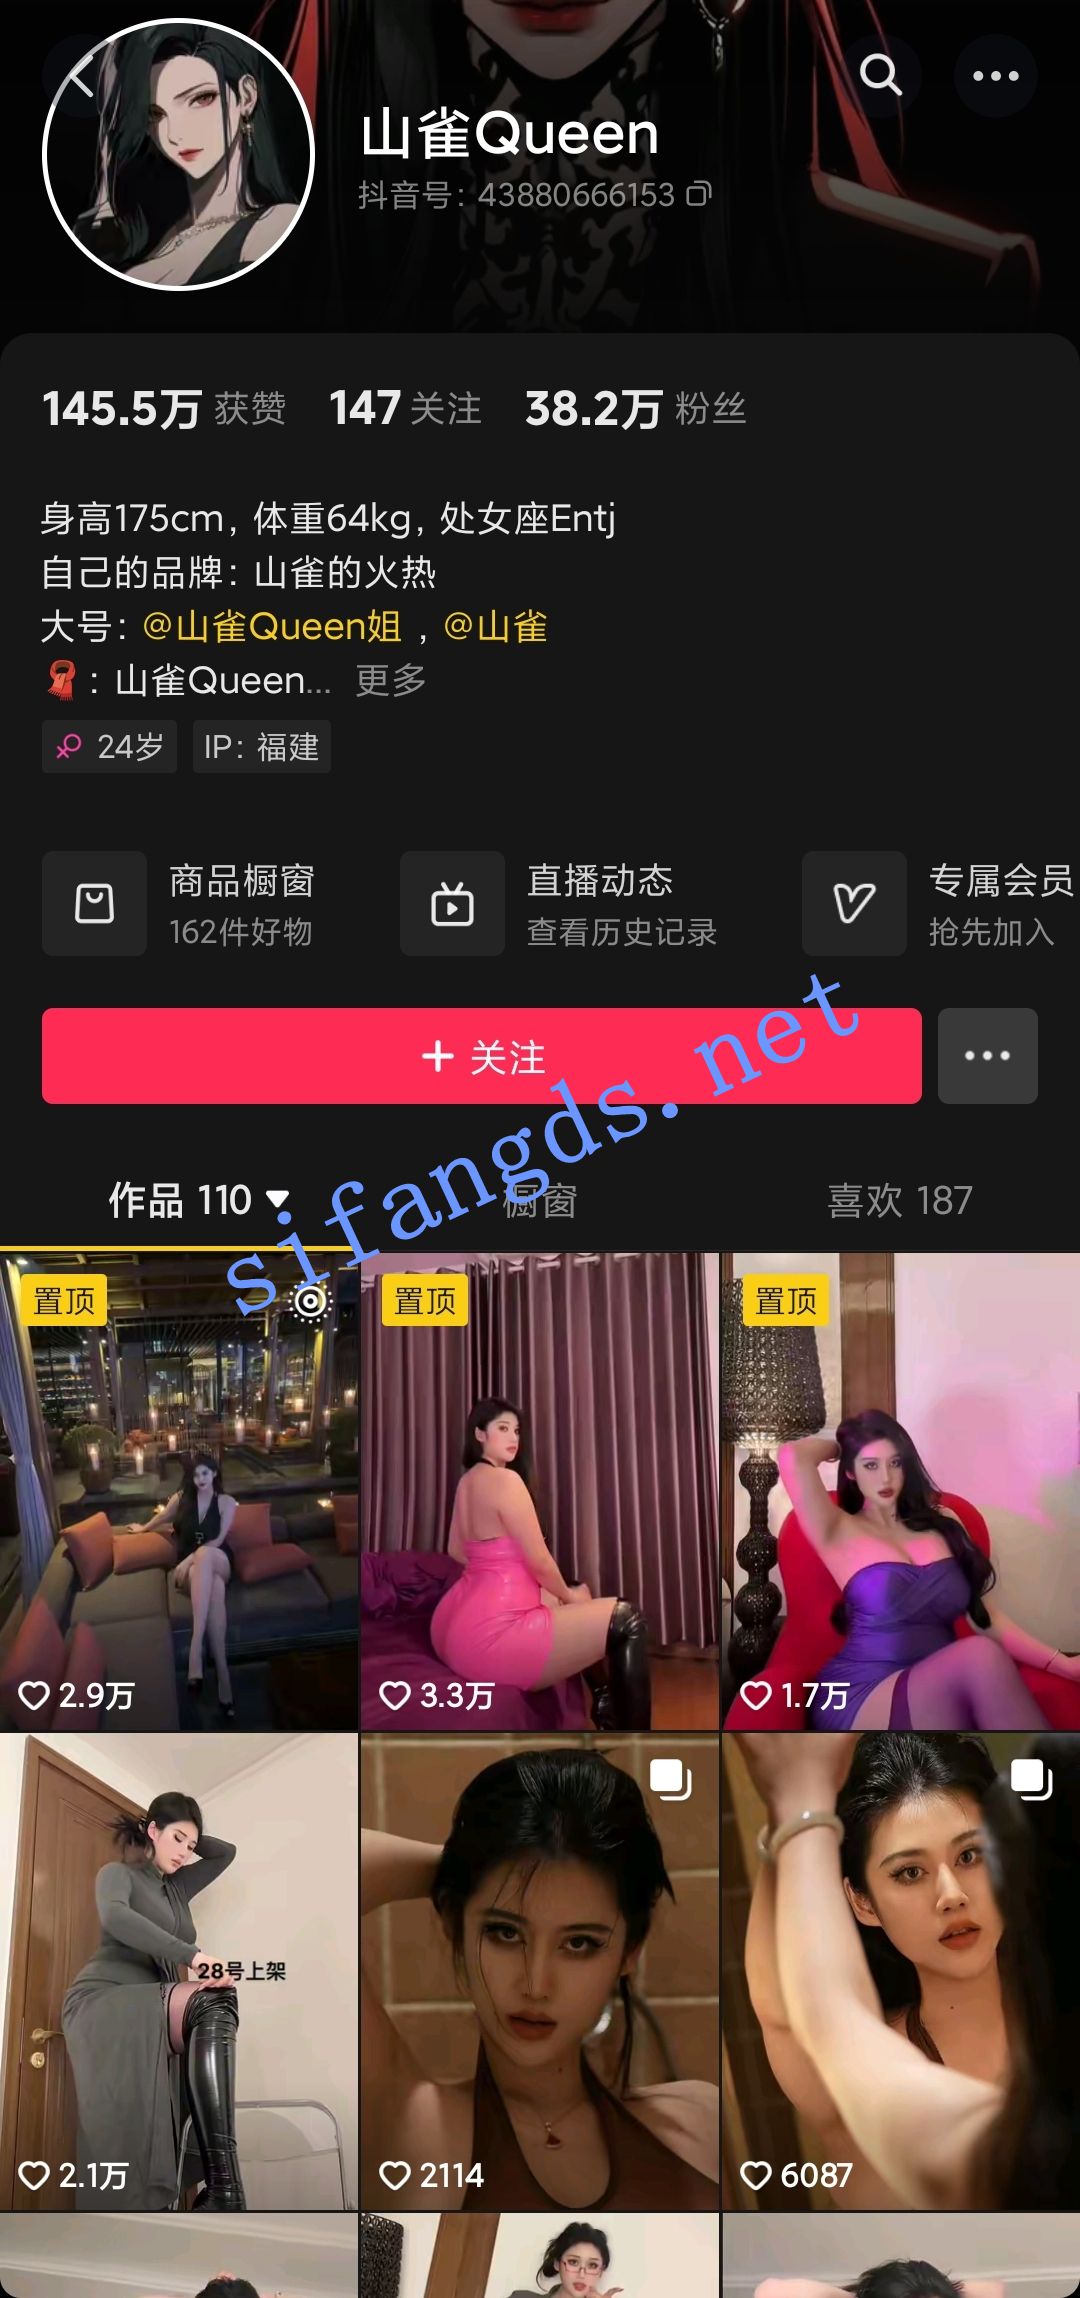 山雀Queen
抖音号: 43880666153
145.5万 获赞 147 关注 38.2万 粉丝
身高175cm, 体重64kg, 处女座Entj
自己的品牌: 山雀的火热
大号: @山雀Queen姐 , @山雀
🧣: 山雀Queen... 更多
24岁 IP: 福建
商品橱窗 直播动态 专属会员
162件好物 查看历史记录 抢先加入
+ 关注
sifangds.net
作品 110 橱窗 喜欢 187
置顶 置顶 置顶
2.9万 3.3万 1.7万
28号上架
2.1万 2114 6087